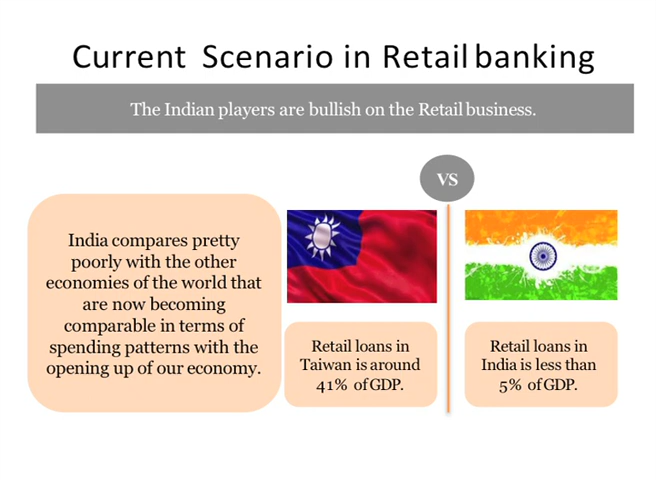 Current Scenario in Retail banking
The Indian players are bullish on the Retail business.
VS
India compares pretty
poorly with the other
economies of the world that
are now becoming
comparable in terms of
spending patterns with the
opening up of our economy.
Retail loans in
Taiwan is around
41% of GDP.
Retail loans in
India is less than
5% of GDP.